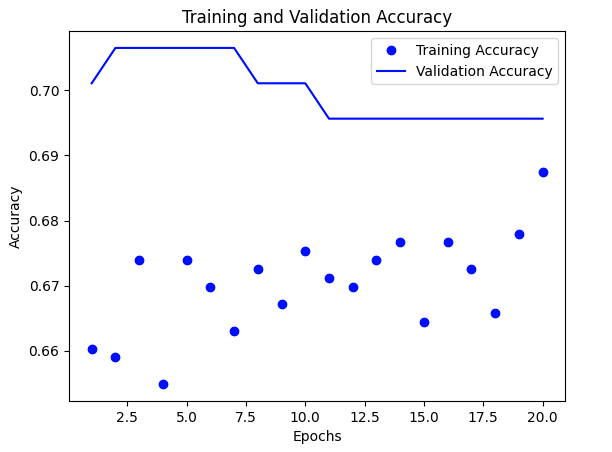 Training and Validation Accuracy
Training Accuracy
Validation Accuracy
0.70
0.69
0.68
0.67
0.66
Accuracy
2.5 5.0 7.5 10.0 12.5 15.0 17.5 20.0
Epochs